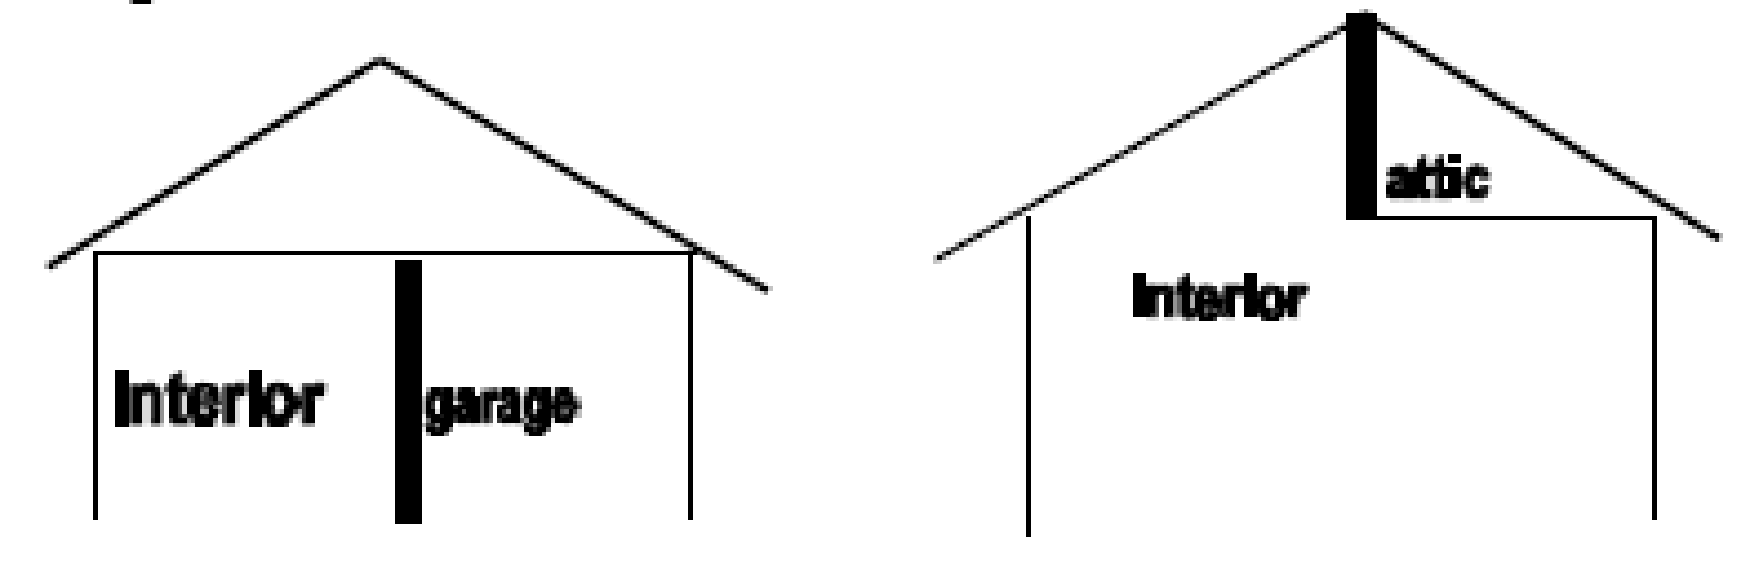 Interior
garage
attic
Interior